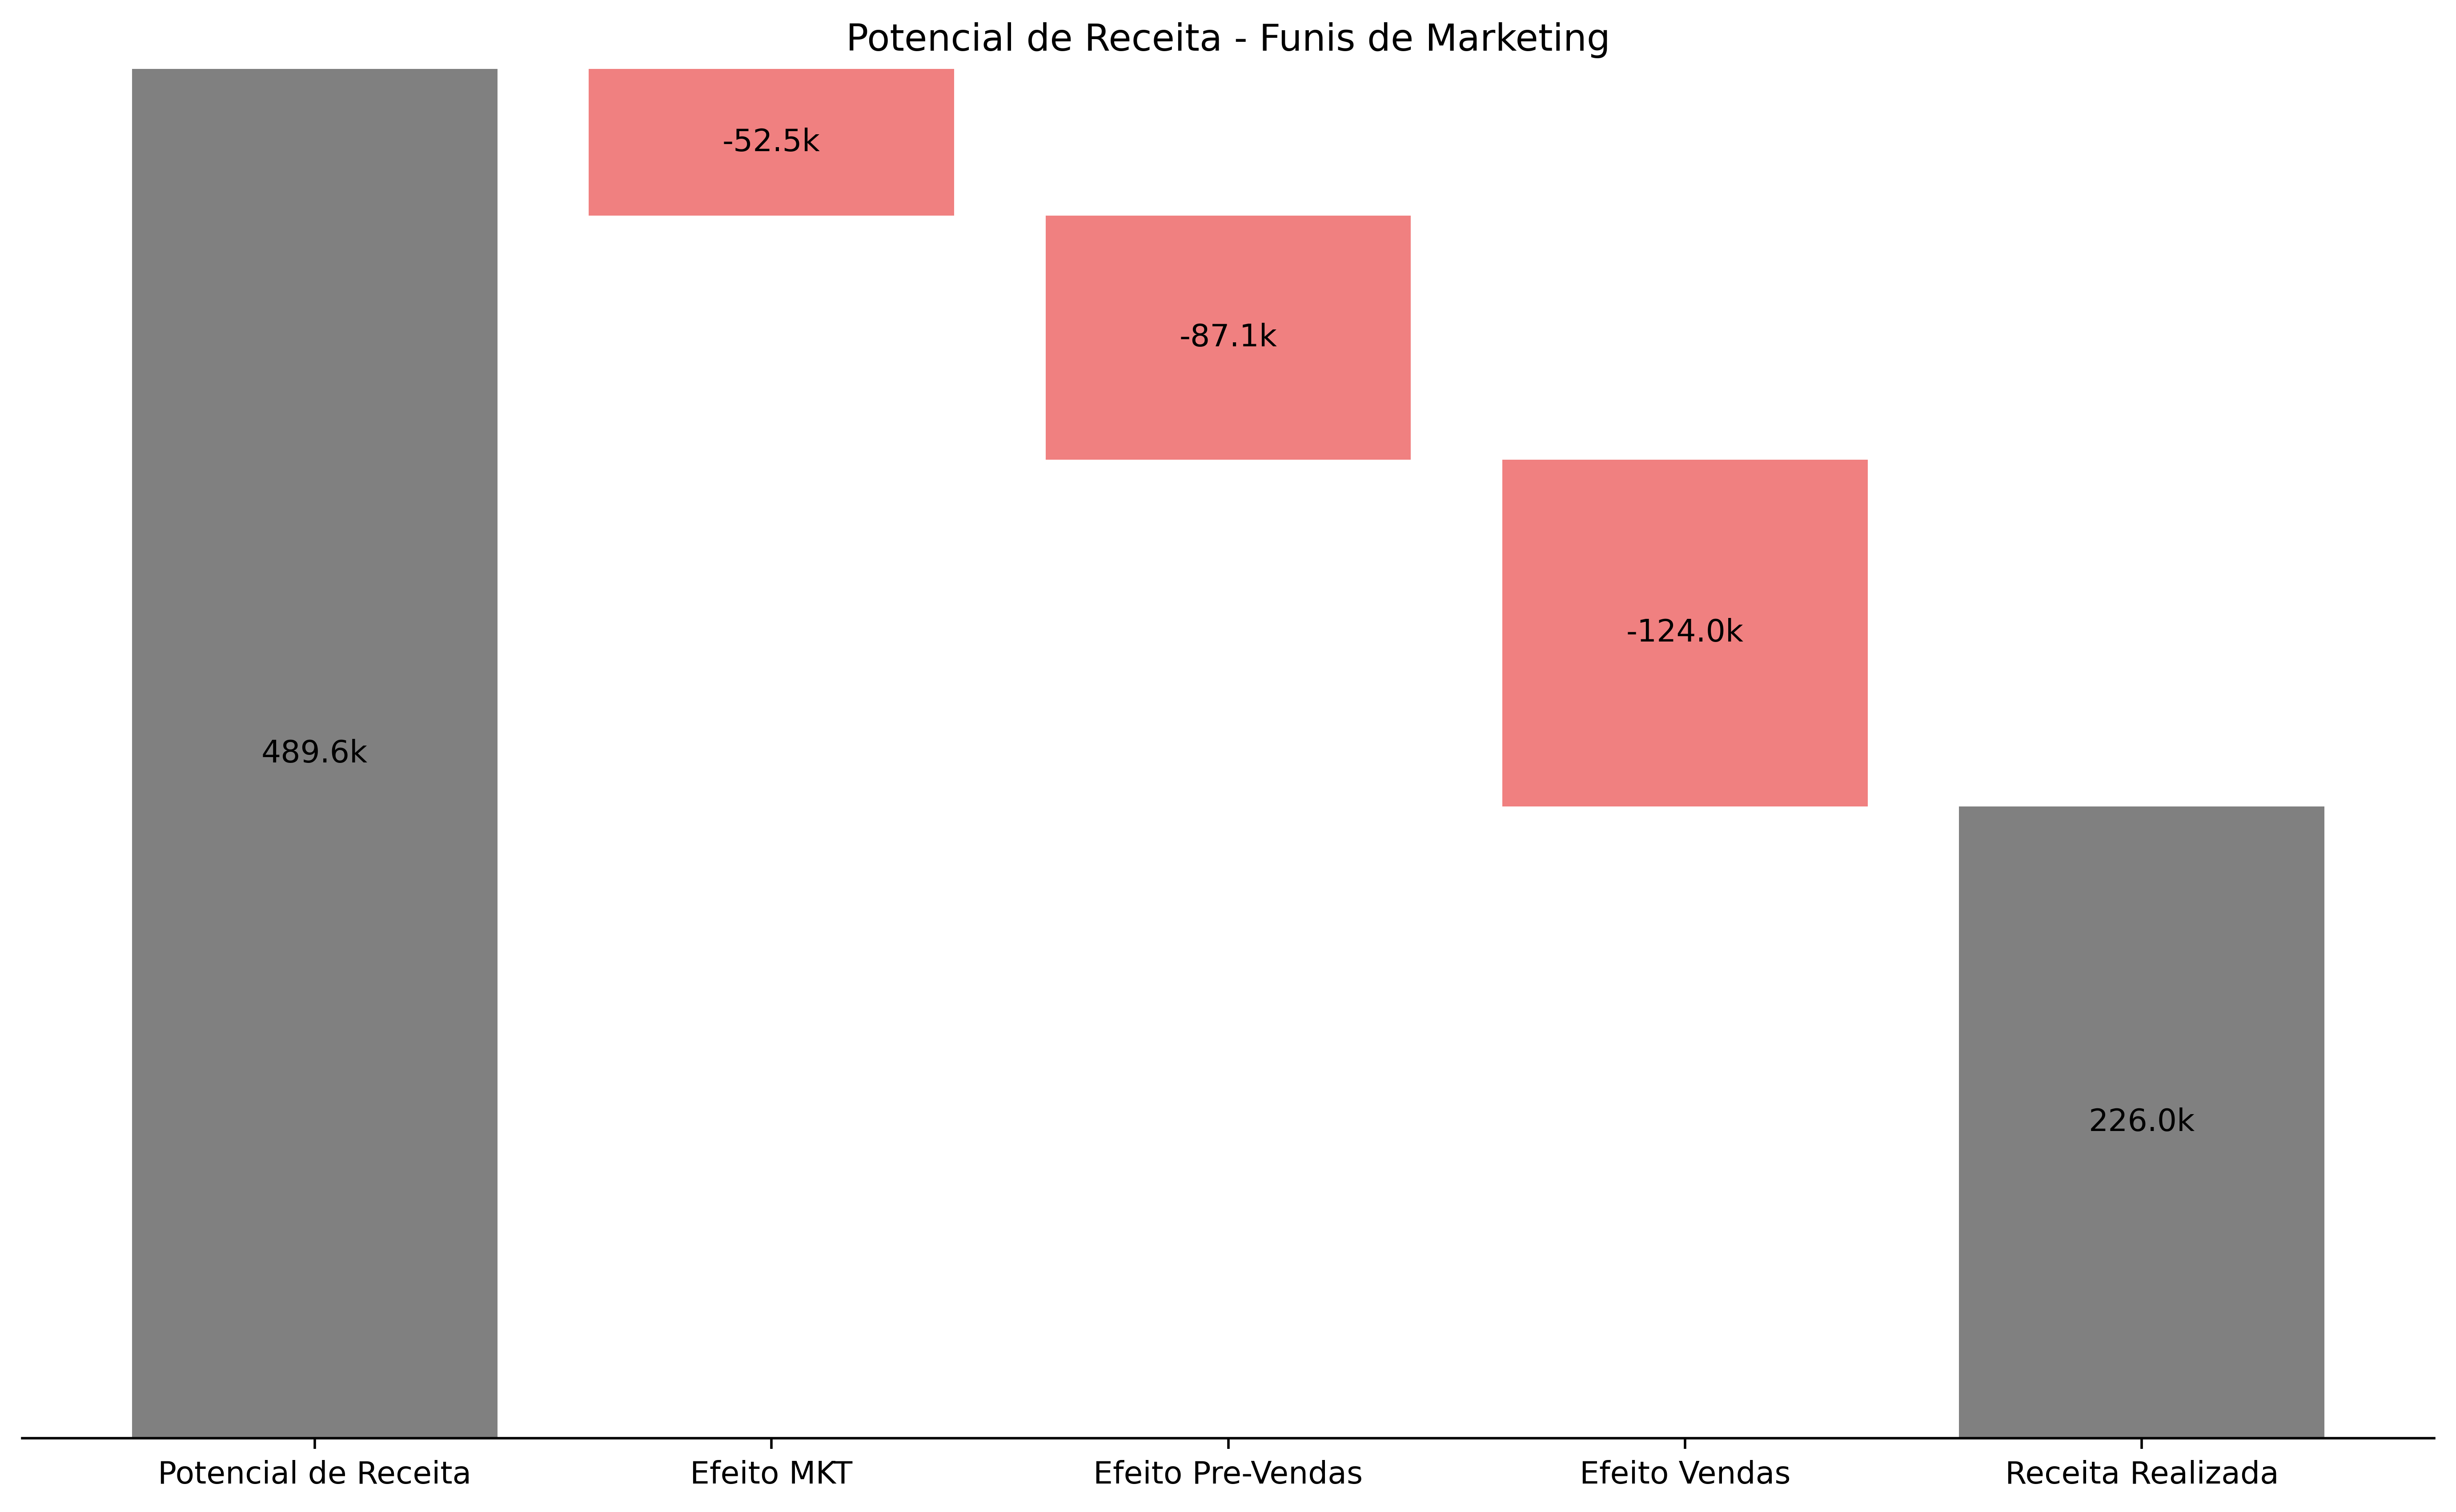 Potencial de Receita - Funis de Marketing
-52.5k
-87.1k
-124.0k
489.6k
226.0k
Potencial de Receita
Efeito MKT
Efeito Pre-Vendas
Efeito Vendas
Receita Realizada